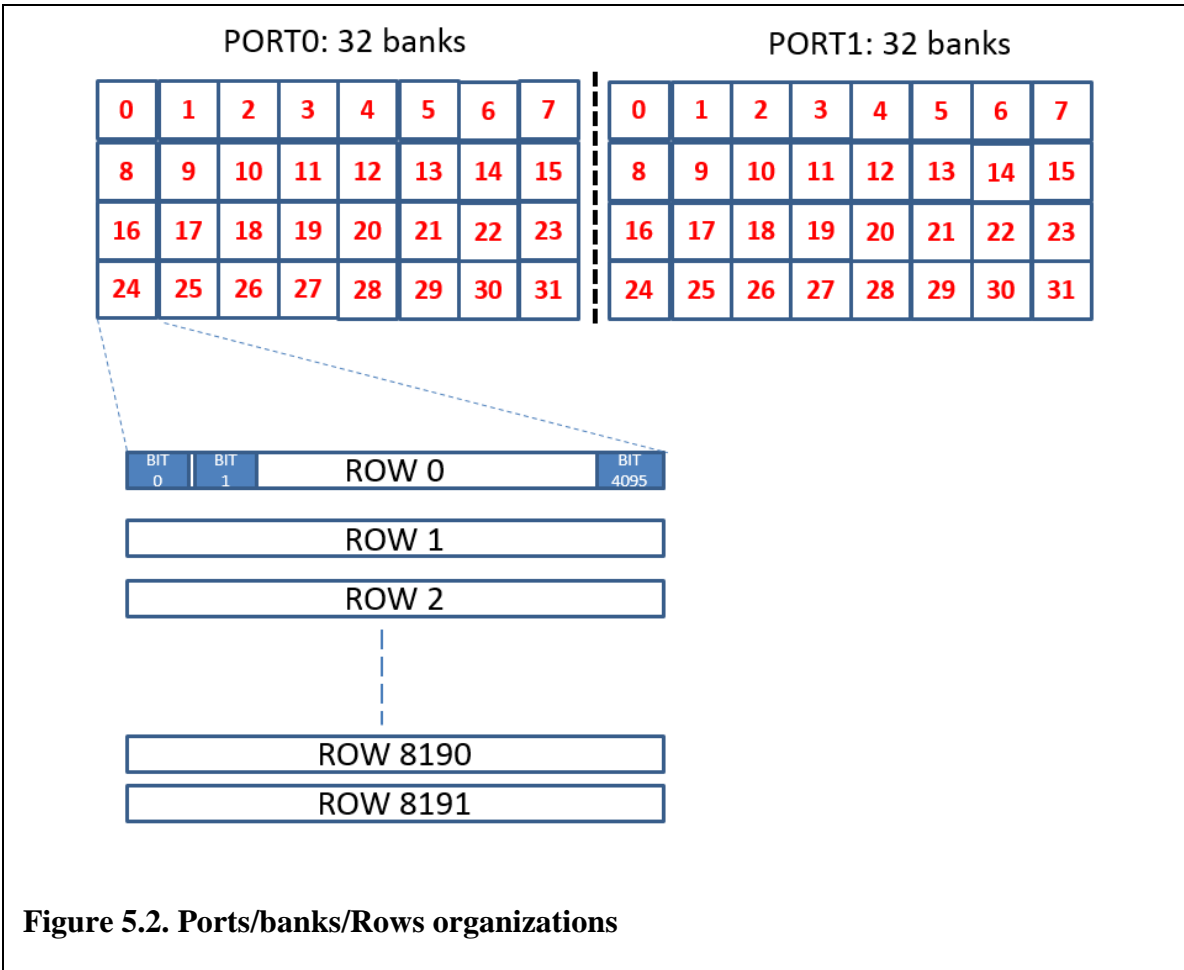 PORT0: 32 banks PORT1: 32 banks
0 1 2 3 4 5 6 7 0 1 2 3 4 5 6 7
8 9 10 11 12 13 14 15 8 9 10 11 12 13 14 15
16 17 18 19 20 21 22 23 16 17 18 19 20 21 22 23
24 25 26 27 28 29 30 31 24 25 26 27 28 29 30 31
BIT 0 BIT 1 ROW 0 BIT 4095
ROW 1
ROW 2
ROW 8190
ROW 8191
Figure 5.2. Ports/banks/Rows organizations